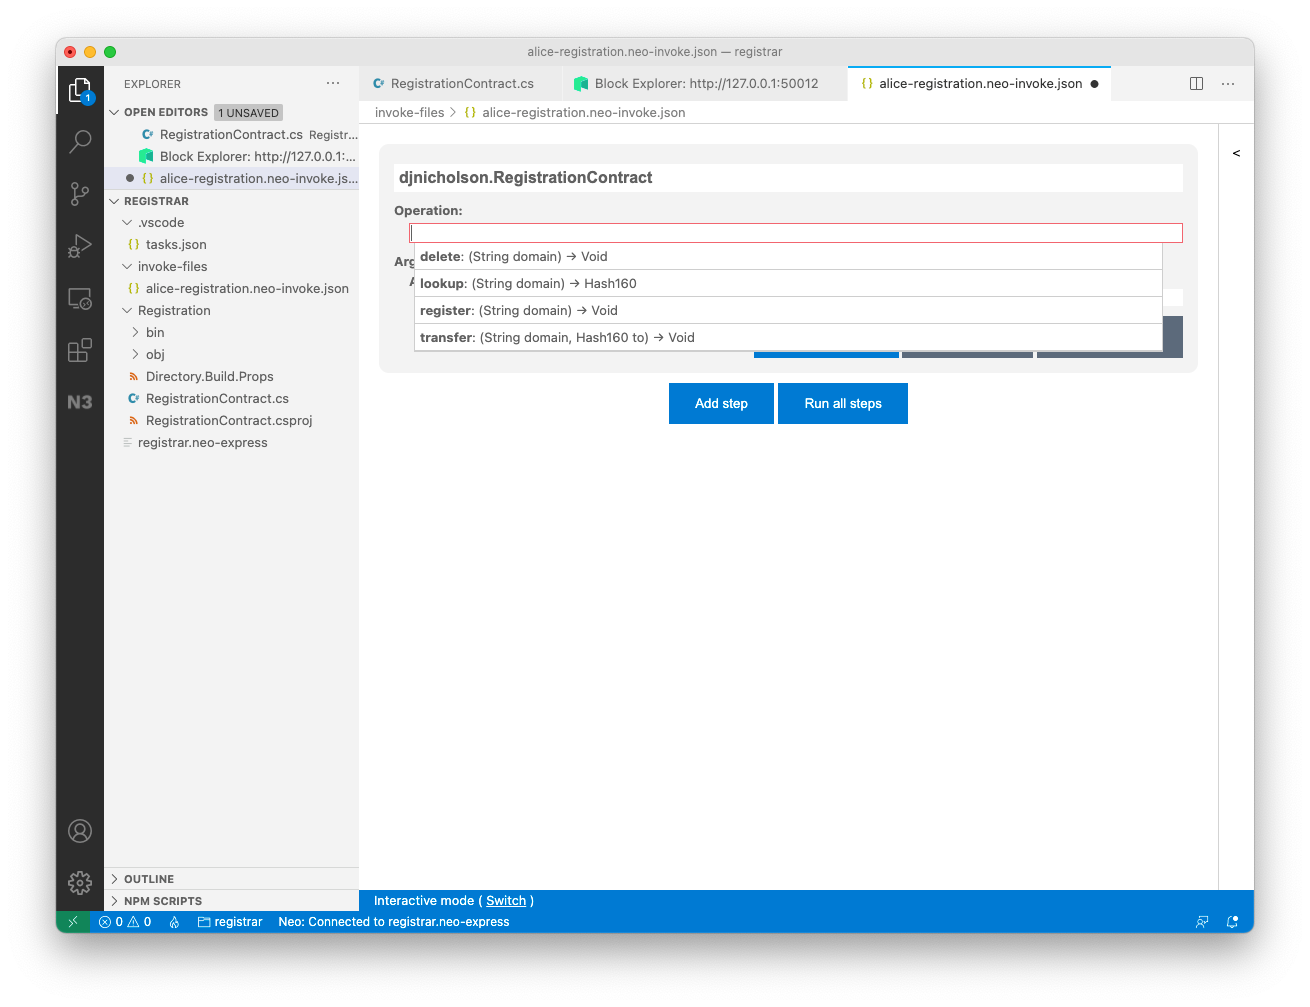 alice-registration.neo-invoke.json — registrar
EXPLORER
OPEN EDITORS 1 UNSAVED
RegistrationContract.cs Registr...
Block Explorer: http://127.0.0.1:...
alice-registration.neo-invoke.js...
REGISTRAR
.vscode
tasks.json
invoke-files
alice-registration.neo-invoke.json
Registration
bin
obj
Directory.Build.Props
RegistrationContract.cs
RegistrationContract.csproj
registrar.neo-express
OUTLINE
NPM SCRIPTS
1
N3
RegistrationContract.cs
Block Explorer: http://127.0.0.1:50012
alice-registration.neo-invoke.json
invoke-files > alice-registration.neo-invoke.json
<
djnicholson.RegistrationContract
Operation:
delete: (String domain) → Void
lookup: (String domain) → Hash160
register: (String domain) → Void
transfer: (String domain, Hash160 to) → Void
Add step
Run all steps
Interactive mode ( Switch )
0 0 registrar Neo: Connected to registrar.neo-express